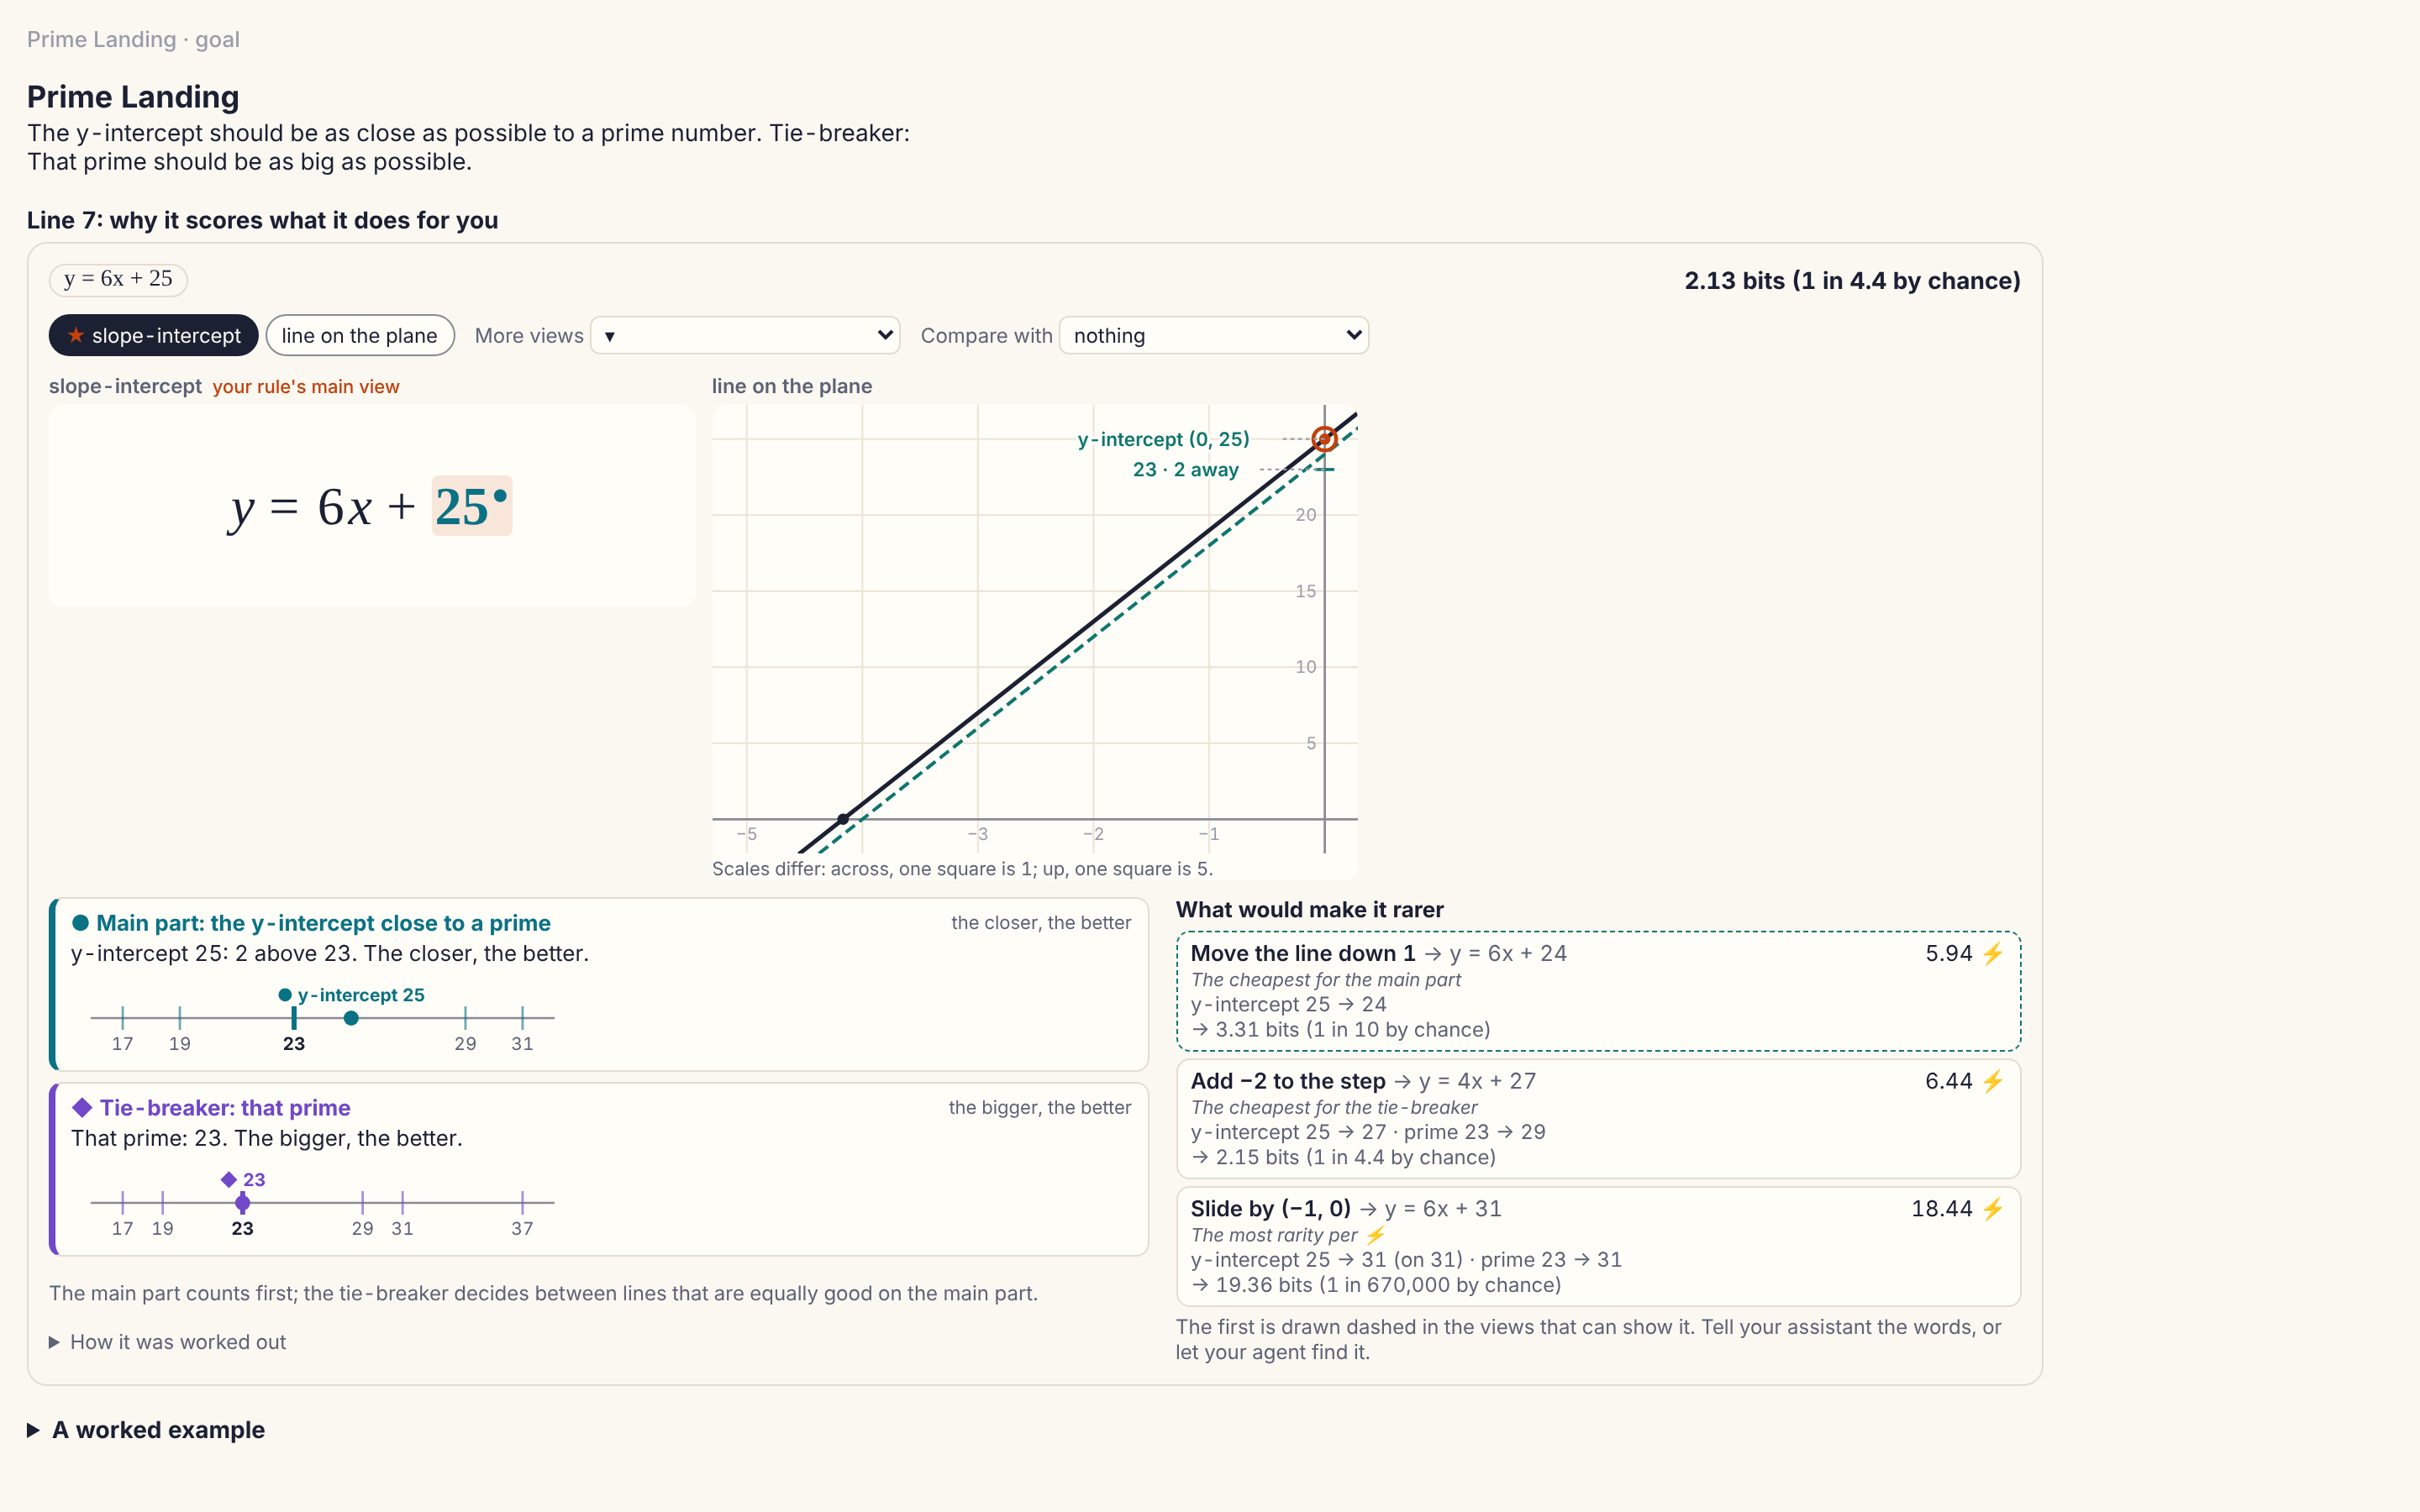 Prime Landing · goal
Prime Landing
The y-intercept should be as close as possible to a prime number. Tie-breaker:
That prime should be as big as possible.
Line 7: why it scores what it does for you
y = 6x + 25
2.13 bits (1 in 4.4 by chance)
★ slope-intercept
line on the plane
More views
▾
Compare with
nothing
slope-intercept your rule's main view
line on the plane
y = 6x + 25
y-intercept (0, 25)
23 · 2 away
20
15
10
5
−5
−3
−2
−1
Scales differ: across, one square is 1; up, one square is 5.
Main part: the y-intercept close to a prime
the closer, the better
y-intercept 25: 2 above 23. The closer, the better.
y-intercept 25
17 19 23 29 31
Tie-breaker: that prime
the bigger, the better
That prime: 23. The bigger, the better.
23
17 19 23 29 31 37
The main part counts first; the tie-breaker decides between lines that are equally good on the main part.
How it was worked out
What would make it rarer
Move the line down 1 → y = 6x + 24
5.94 ⚡
The cheapest for the main part
y-intercept 25 → 24
→ 3.31 bits (1 in 10 by chance)
Add −2 to the step → y = 4x + 27
6.44 ⚡
The cheapest for the tie-breaker
y-intercept 25 → 27 · prime 23 → 29
→ 2.15 bits (1 in 4.4 by chance)
Slide by (−1, 0) → y = 6x + 31
18.44 ⚡
The most rarity per ⚡
y-intercept 25 → 31 (on 31) · prime 23 → 31
→ 19.36 bits (1 in 670,000 by chance)
The first is drawn dashed in the views that can show it. Tell your assistant the words, or
let your agent find it.
A worked example